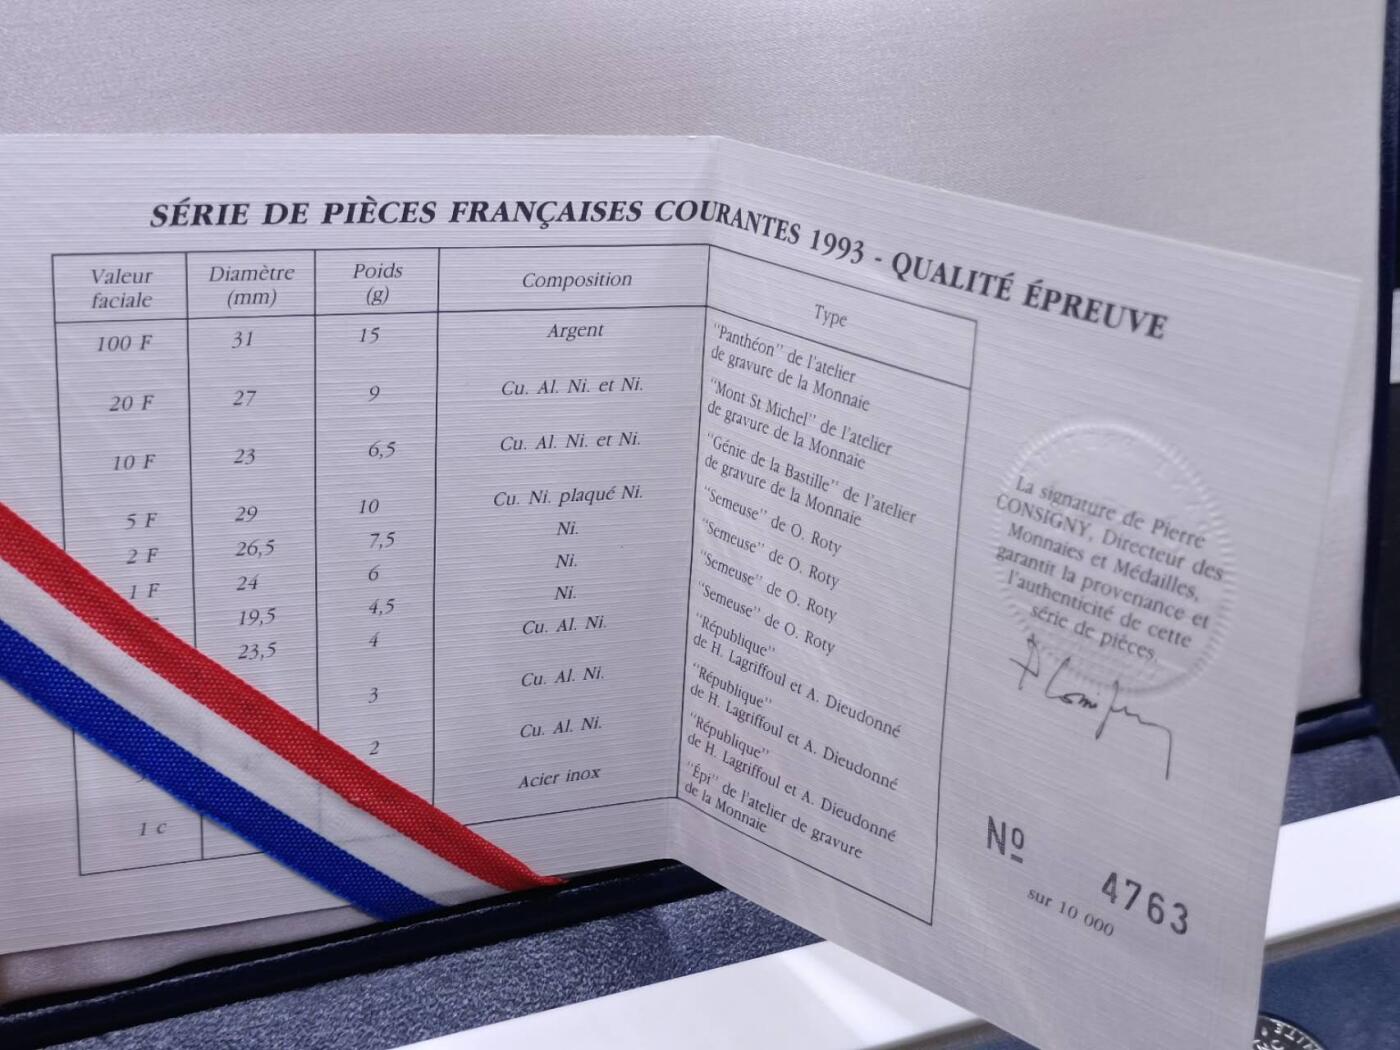 SÉRIE DE PIÈCES FRANÇAISES COURANTES 1993 - QUALITÉ ÉPREUVE
Valeur faciale Diamètre (mm) Poids (g) Composition Type
100 F 31 15 Argent "Panthéon" de l'atelier
de gravure de la Monnaie
20 F 27 9 Cu. Al. Ni. et Ni. "Mont St Michel" de l'atelier
de gravure de la Monnaie
10 F 23 6,5 Cu. Al. Ni. et Ni. "Génie de la Bastille" de l'atelier
de gravure de la Monnaie
5 F 29 10 Cu. Ni. plaqué Ni. "Semeuse" de O. Roty
2 F 26,5 7,5 Ni. "Semeuse" de O. Roty
1 F 24 6 Ni. "Semeuse" de O. Roty
19,5 4,5 Ni. "Semeuse" de O. Roty
23,5 4 Cu. Al. Ni. "République"
de H. Lagriffoul et A. Dieudonné
3 Cu. Al. Ni. "République"
de H. Lagriffoul et A. Dieudonné
2 Cu. Al. Ni. "République"
de H. Lagriffoul et A. Dieudonné
1 c Acier inox "Épi" de l'atelier de gravure
de la Monnaie
La signature de Pierre
CONSIGNY, Directeur des
Monnaies et Médailles,
garantit la provenance et
l'authenticité de cette
série de pièces.
Nº 4763
sur 10 000